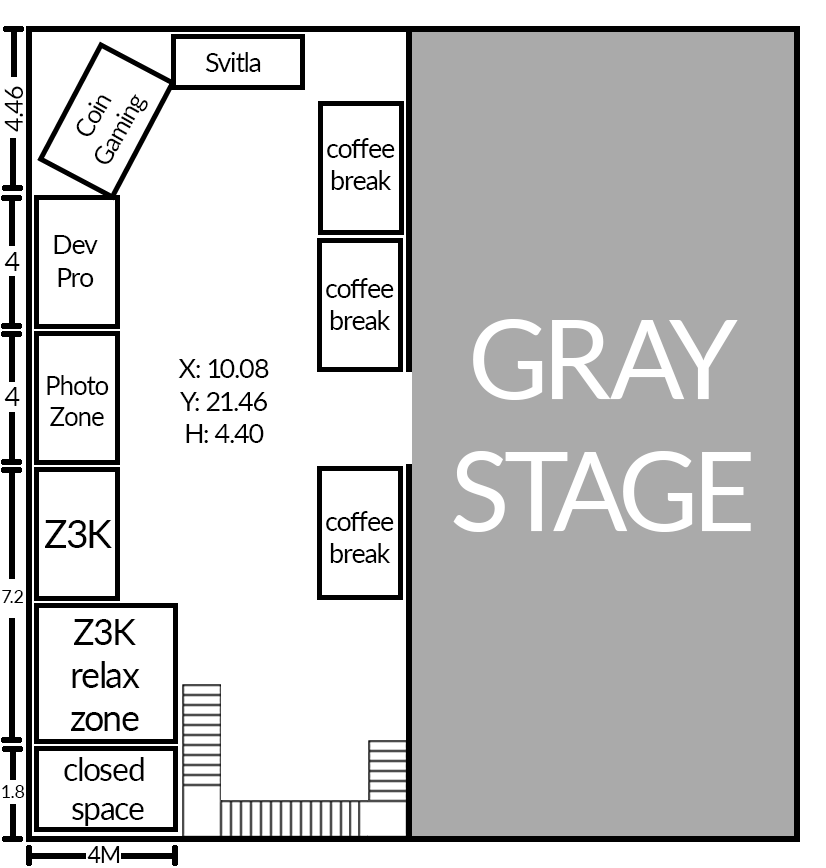 Svitla
4.46
Coin
Gaming
coffee
break
Dev
Pro
4
coffee
break
GRAY
STAGE
X: 10.08
Y: 21.46
H: 4.40
Photo
Zone
4
Z3K
coffee
break
7.2
Z3K
relax
zone
closed
space
1.8
4M